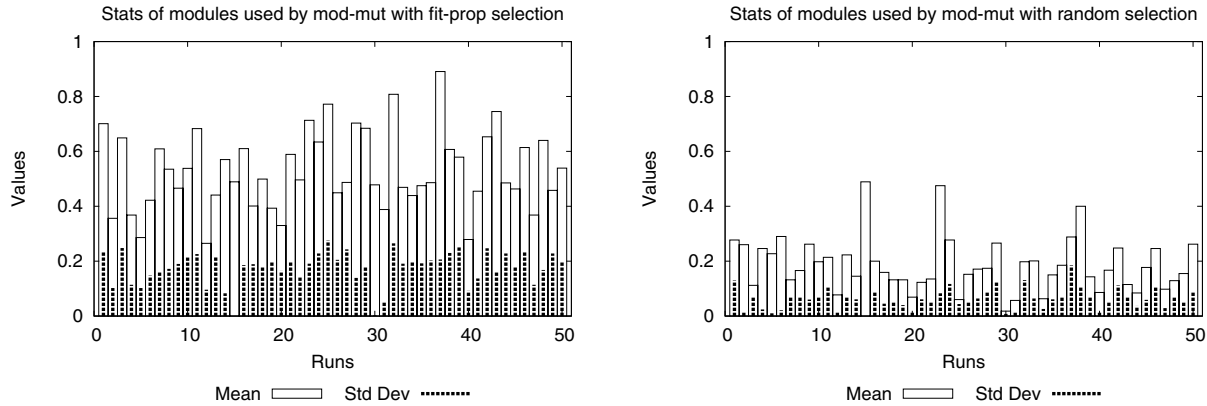 Stats of modules used by mod-mut with fit-prop selection
1
0.8
0.6
0.4
0.2
0
Values
0 10 20 30 40 50
Runs
Mean Std Dev
Stats of modules used by mod-mut with random selection
1
0.8
0.6
0.4
0.2
0
Values
0 10 20 30 40 50
Runs
Mean Std Dev